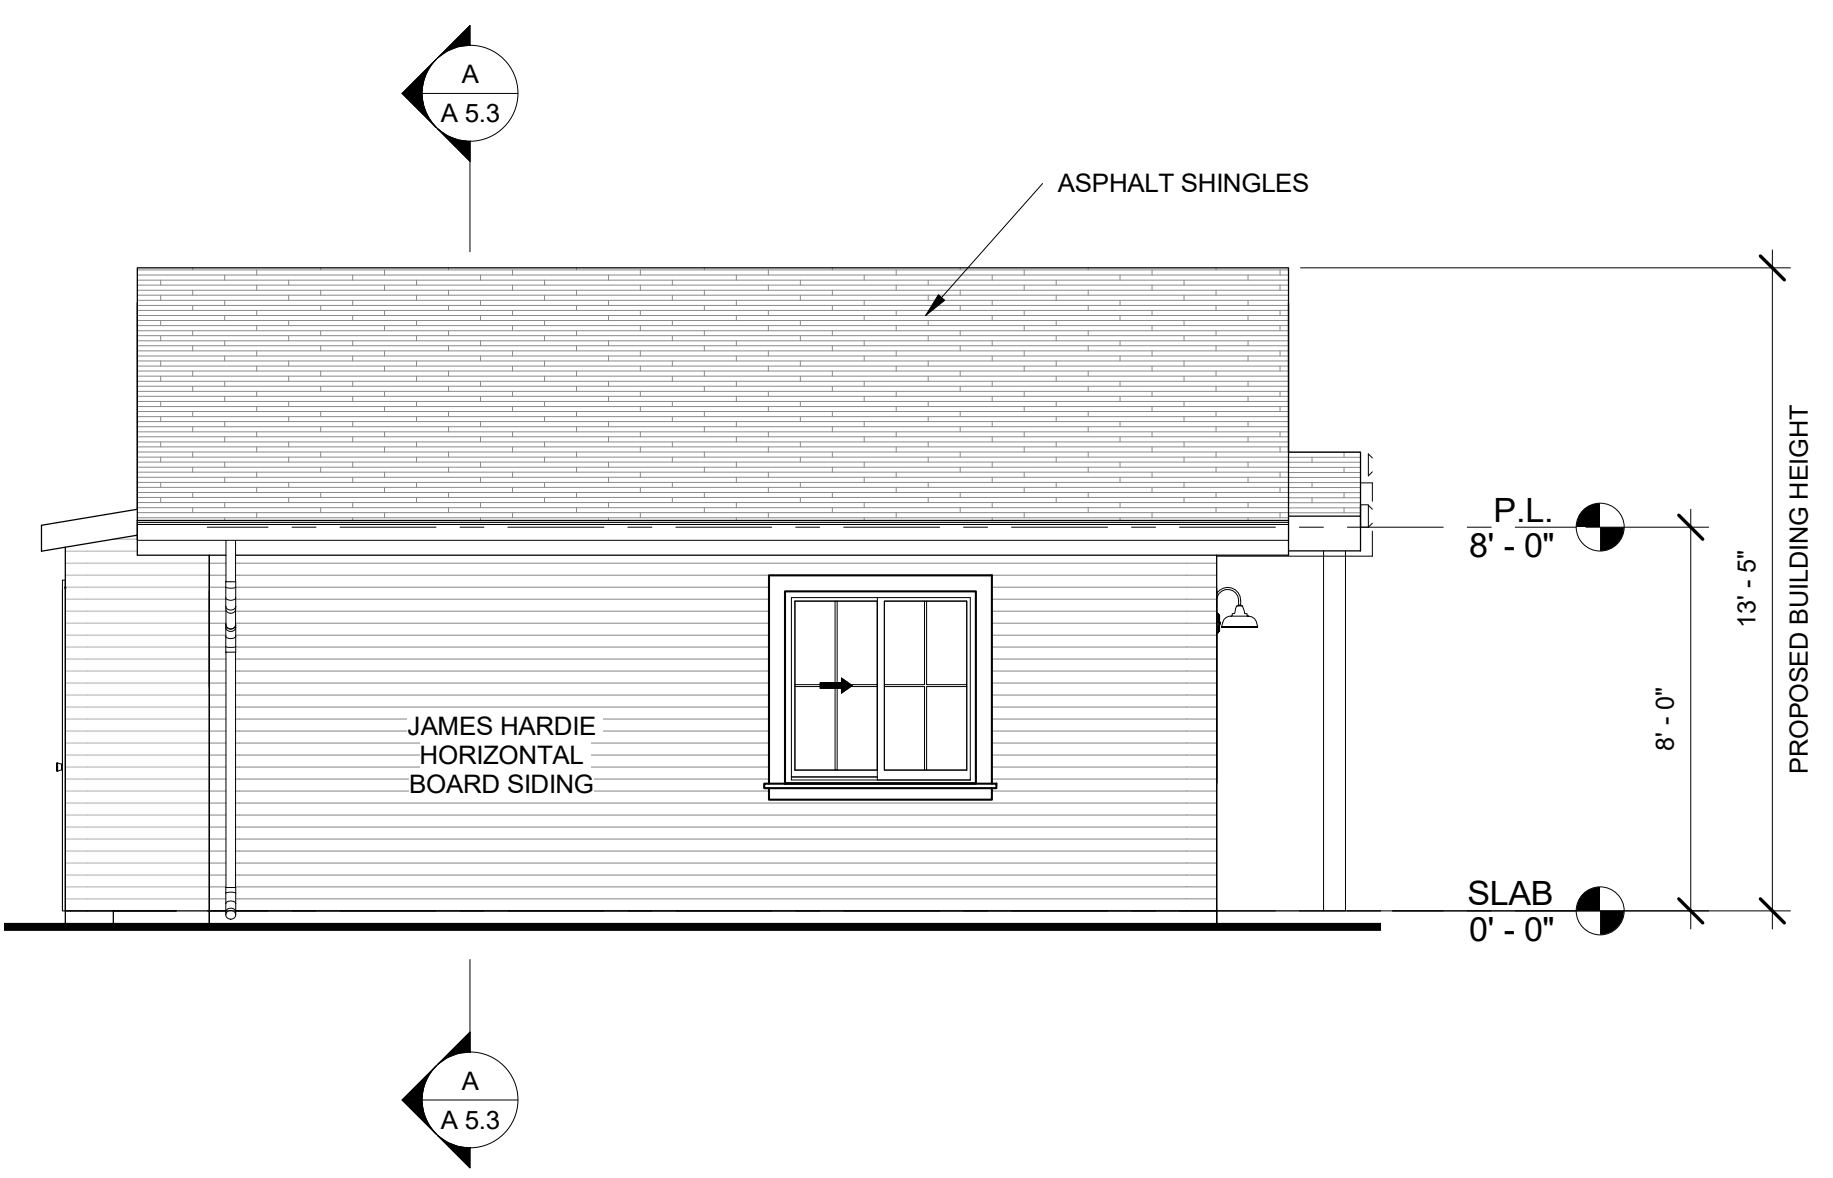 A
A 5.3
ASPHALT SHINGLES
P.L.
8' - 0"
13' - 5"
PROPOSED BUILDING HEIGHT
8' - 0"
JAMES HARDIE
HORIZONTAL
BOARD SIDING
SLAB
0' - 0"
A
A 5.3